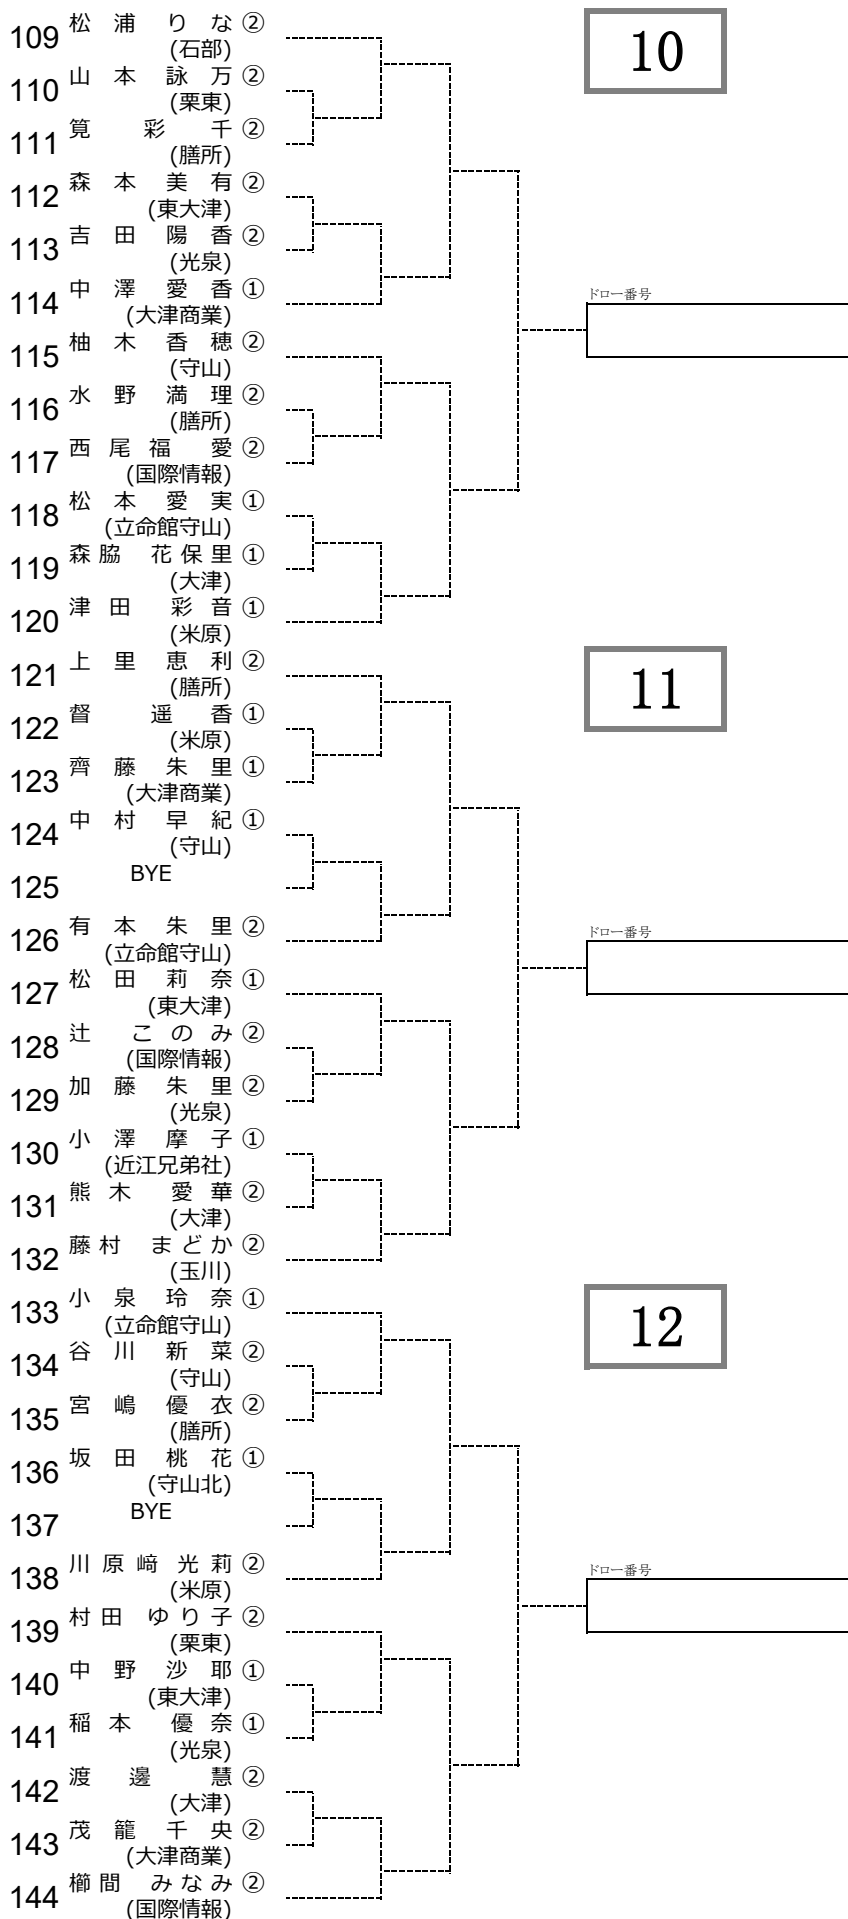 109 松浦 りな ②
(石部)
10
110 山本 詠万 ②
(栗東)
111 筧 彩千 ②
(膳所)
112 森本 美有 ②
(東大津)
113 吉田 陽香 ②
(光泉)
114 中澤 愛香 ①
(大津商業)
ドロー番号
115 柚木 香穂 ②
(守山)
116 水野 満理 ②
(膳所)
117 西尾福 愛 ②
(国際情報)
118 松本 愛実 ①
(立命館守山)
119 森脇 花保里 ①
(大津)
120 津田 彩音 ①
(米原)
121 上里 恵利 ②
(膳所)
11
122 督 遥香 ①
(米原)
123 齊藤 朱里 ①
(大津商業)
124 中村 早紀 ①
(守山)
125 BYE
126 有本 朱里 ②
(立命館守山)
ドロー番号
127 松田 莉奈 ①
(東大津)
128 辻 このみ ②
(国際情報)
129 加藤 朱里 ②
(光泉)
130 小澤 摩子 ①
(近江兄弟社)
131 熊木 愛華 ②
(大津)
132 藤村 まどか ②
(玉川)
133 小泉 玲奈 ①
(立命館守山)
12
134 谷川 新菜 ②
(守山)
135 宮嶋 優衣 ②
(膳所)
136 坂田 桃花 ①
(守山北)
137 BYE
138 川原﨑 光莉 ②
(米原)
ドロー番号
139 村田 ゆり子 ②
(栗東)
140 中野 沙耶 ①
(東大津)
141 稲本 優奈 ①
(光泉)
142 渡邊 慧 ②
(大津)
143 茂籠 千央 ②
(大津商業)
144 櫛間 みなみ ②
(国際情報)